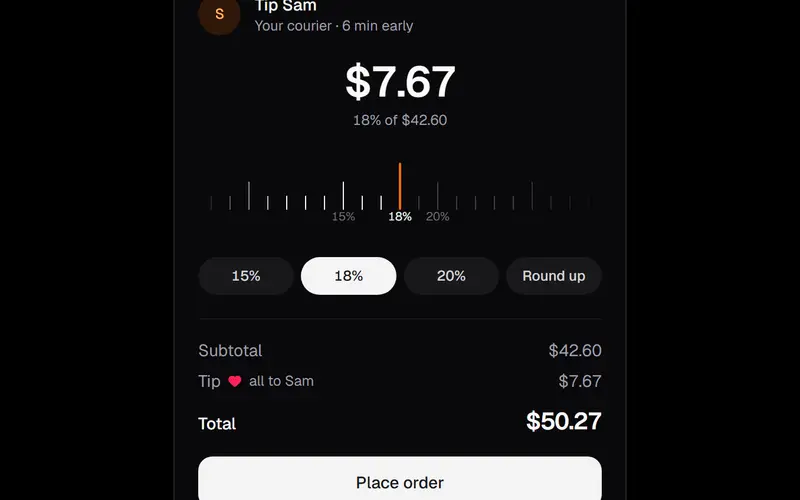 S
Tip Sam
Your courier · 6 min early
$7.67
18% of $42.60
15% 18% 20%
15% 18% 20% Round up
Subtotal $42.60
Tip all to Sam $7.67
Total $50.27
Place order